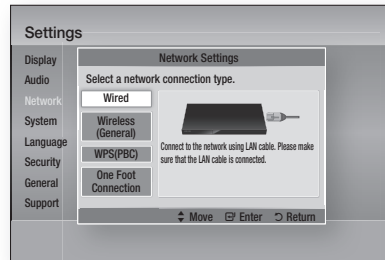 Settings
Display
Audio
Network
System
Language
Security
General
Support
Network Settings
Select a network connection type.
Wired
Wireless
(General)
WPS(PBC)
One Foot
Connection
Connect to the network using LAN cable. Please make
sure that the LAN cable is connected.
Move Enter Return